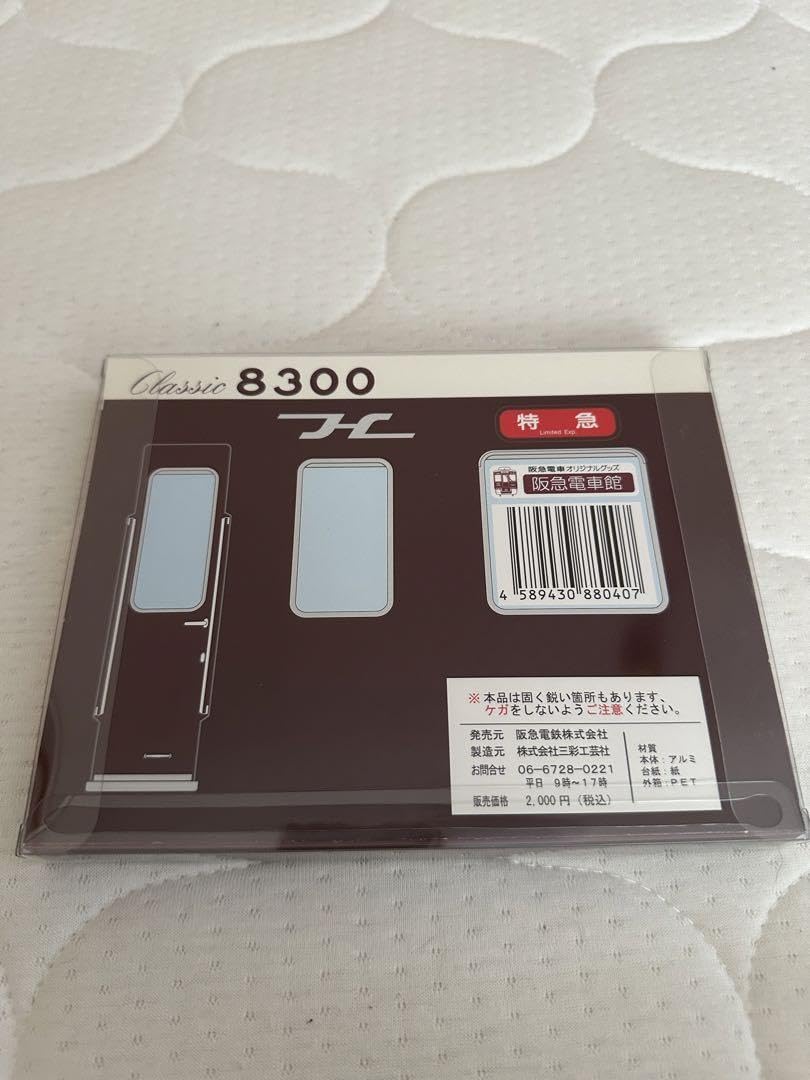 Classic 8300
特急
Limited Exp.
阪急電車オリジナルグッズ
阪急電車館
4 589430 880407
※本品は固く鋭い箇所もあります、
ケガをしないようご注意ください。
発売元 阪急電鉄株式会社
製造元 株式会社三彩工芸社
お問合せ 06-6728-0221
平日 9時~17時
販売価格 2,000円(税込)
材質
本体:アルミ
台紙:紙
外箱:PET